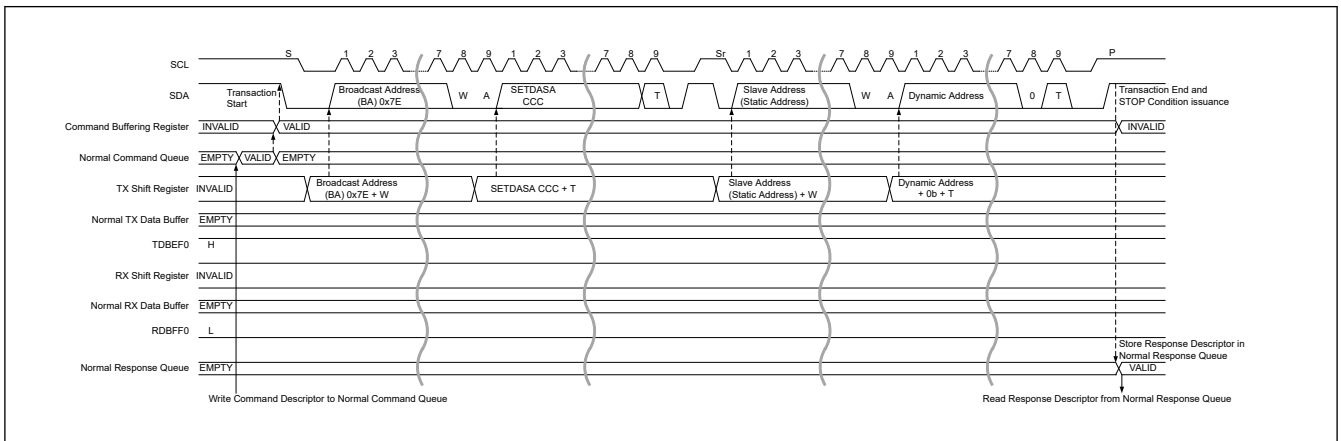 S 1 2 3 7 8 9 1 2 3 7 8 9 Sr 1 2 3 7 8 9 1 2 3 7 8 9 P
SCL
SDA
Transaction
Start
Broadcast Address
(BA) 0x7E
W A
SETDASA
CCC
T
Slave Address
(Static Address)
W A
Dynamic Address
0 T
Transaction End and
STOP Condition issuance
Command Buffering Register INVALID VALID INVALID
Normal Command Queue EMPTY VALID EMPTY
TX Shift Register INVALID
Broadcast Address
(BA) 0x7E + W
SETDASA CCC + T
Slave Address
(Static Address) + W
Dynamic Address
+ 0b + T
Normal TX Data Buffer EMPTY
TDBEF0 H
RX Shift Register INVALID
Normal RX Data Buffer EMPTY
RDBFF0 L
Store Response Descriptor in
Normal Response Queue
Normal Response Queue EMPTY VALID
Write Command Descriptor to Normal Command Queue
Read Response Descriptor from Normal Response Queue